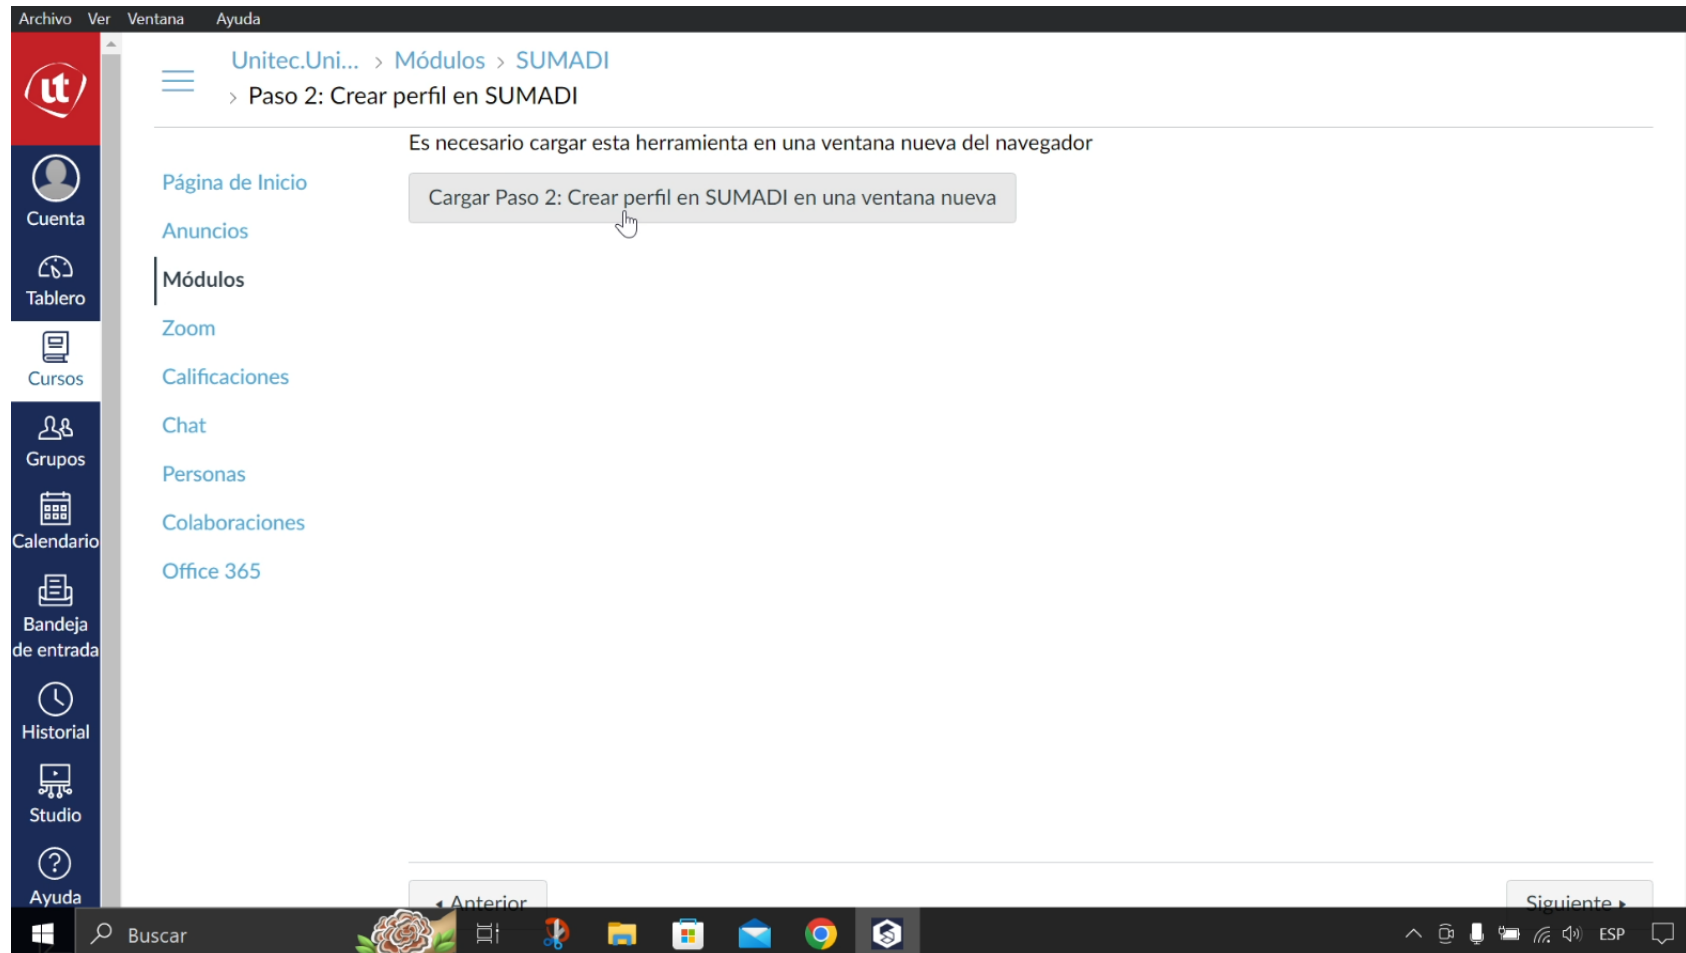 Archivo Ver Ventana Ayuda
ut
Unitec.Uni... > Módulos > SUMADI
> Paso 2: Crear perfil en SUMADI
Es necesario cargar esta herramienta en una ventana nueva del navegador
Cargar Paso 2: Crear perfil en SUMADI en una ventana nueva
Página de Inicio
Anuncios
Módulos
Zoom
Calificaciones
Chat
Personas
Colaboraciones
Office 365
Cuenta
Tablero
Cursos
Grupos
Calendario
Bandeja
de entrada
Historial
Studio
Ayuda
Anterior
Siguiente
Buscar
ESP